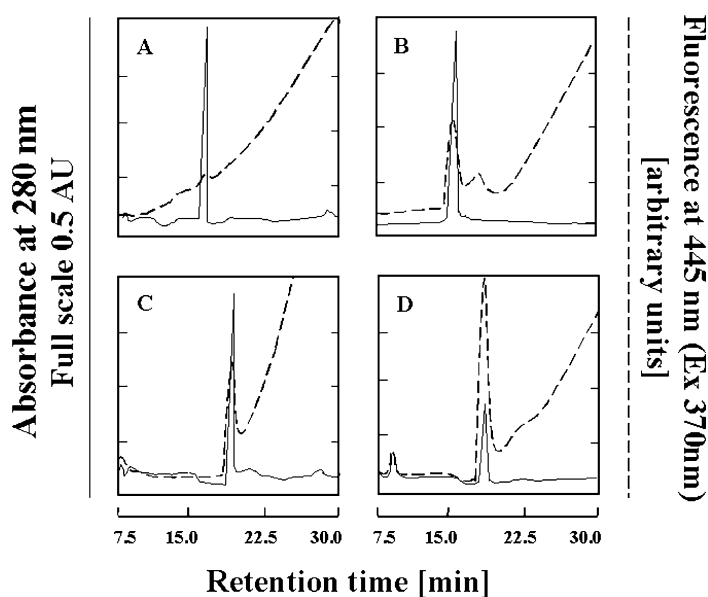 Absorbance at 280 nm
Full scale 0.5 AU
A
B
C
D
Fluorescence at 445 nm (Ex 370nm)
[arbitrary units]
7.5 15.0 22.5 30.0
7.5 15.0 22.5 30.0
Retention time [min]